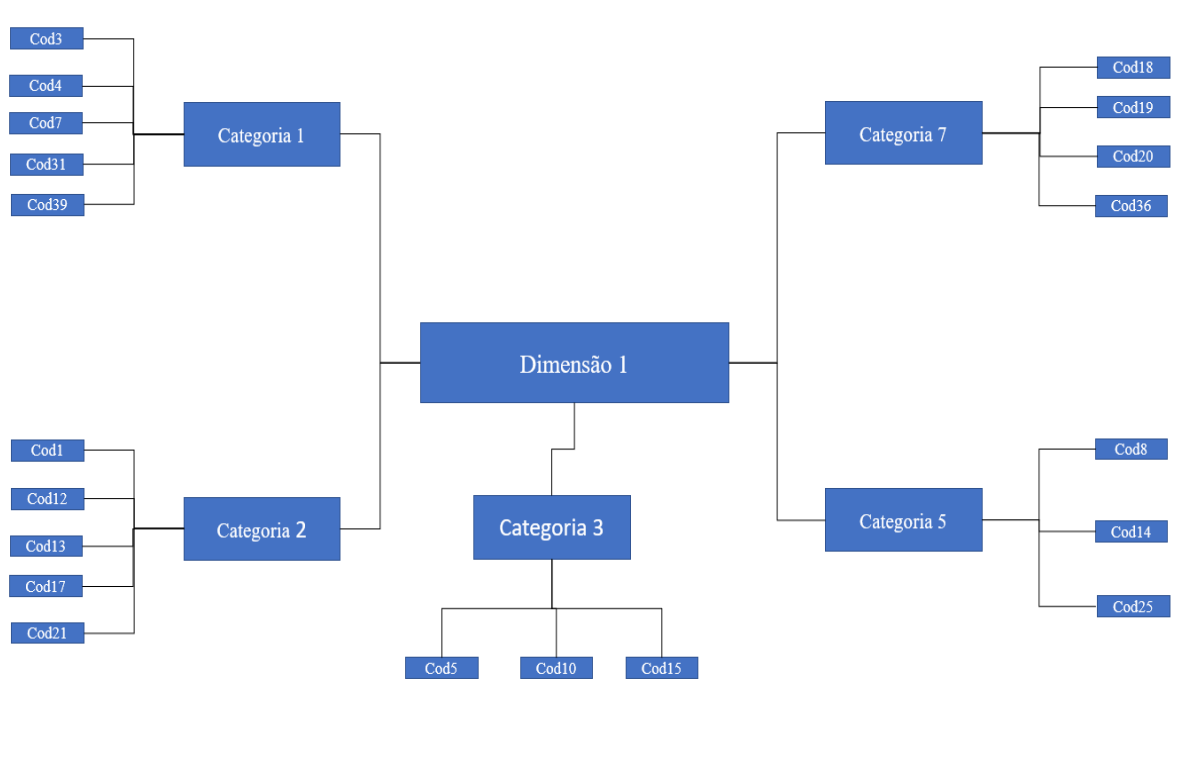 Cod3
Cod4
Cod7
Cod31
Cod39
Categoria 1
Categoria 7
Cod18
Cod19
Cod20
Cod36
Dimensão 1
Cod1
Cod12
Cod13
Cod17
Cod21
Categoria 2
Categoria 3
Cod5
Cod10
Cod15
Categoria 5
Cod8
Cod14
Cod25